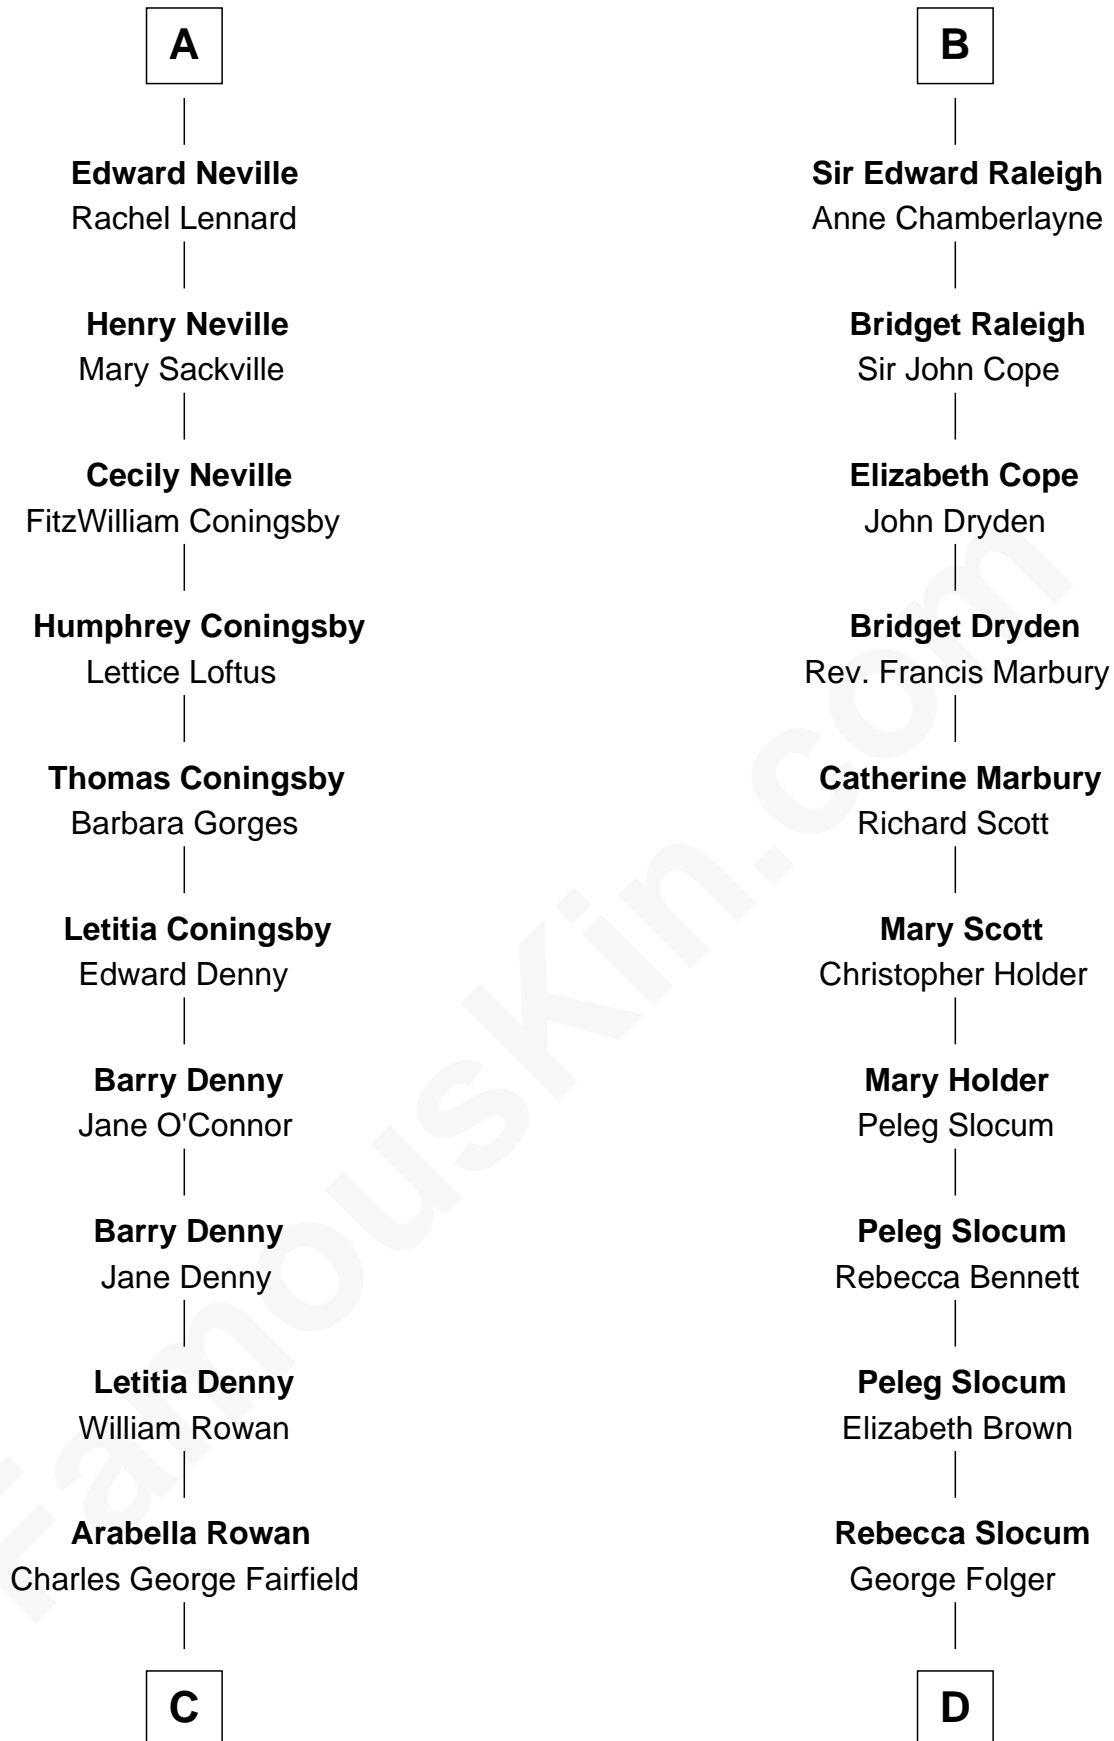 A
Edward Neville
Rachel Lennard
Henry Neville
Mary Sackville
Cecily Neville
FitzWilliam Coningsby
Humphrey Coningsby
Lettice Loftus
Thomas Coningsby
Barbara Gorges
Letitia Coningsby
Edward Denny
Barry Denny
Jane O'Connor
Barry Denny
Jane Denny
Letitia Denny
William Rowan
Arabella Rowan
Charles George Fairfield
C
B
Sir Edward Raleigh
Anne Chamberlayne
Bridget Raleigh
Sir John Cope
Elizabeth Cope
John Dryden
Bridget Dryden
Rev. Francis Marbury
Catherine Marbury
Richard Scott
Mary Scott
Christopher Holder
Mary Holder
Peleg Slocum
Peleg Slocum
Rebecca Bennett
Peleg Slocum
Elizabeth Brown
Rebecca Slocum
George Folger
D
FamousKin.com